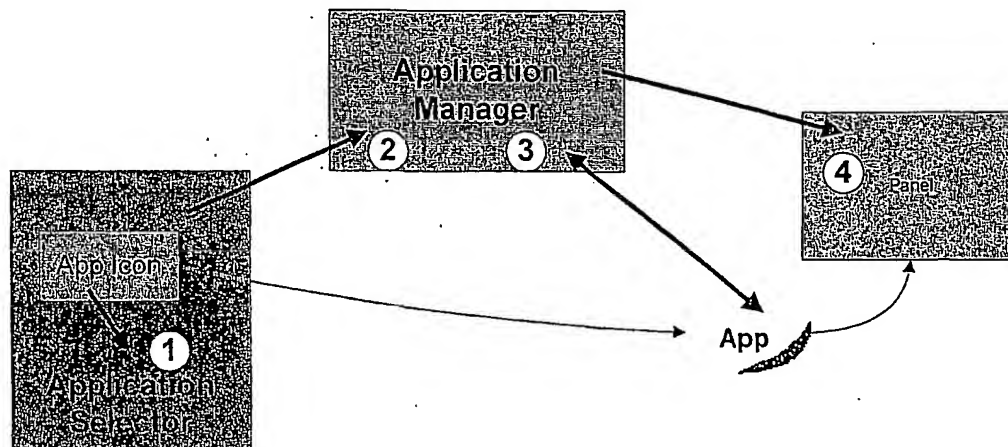 Application
Manager
2
3
4
Panel
App Icon
1
Application
Selector
App